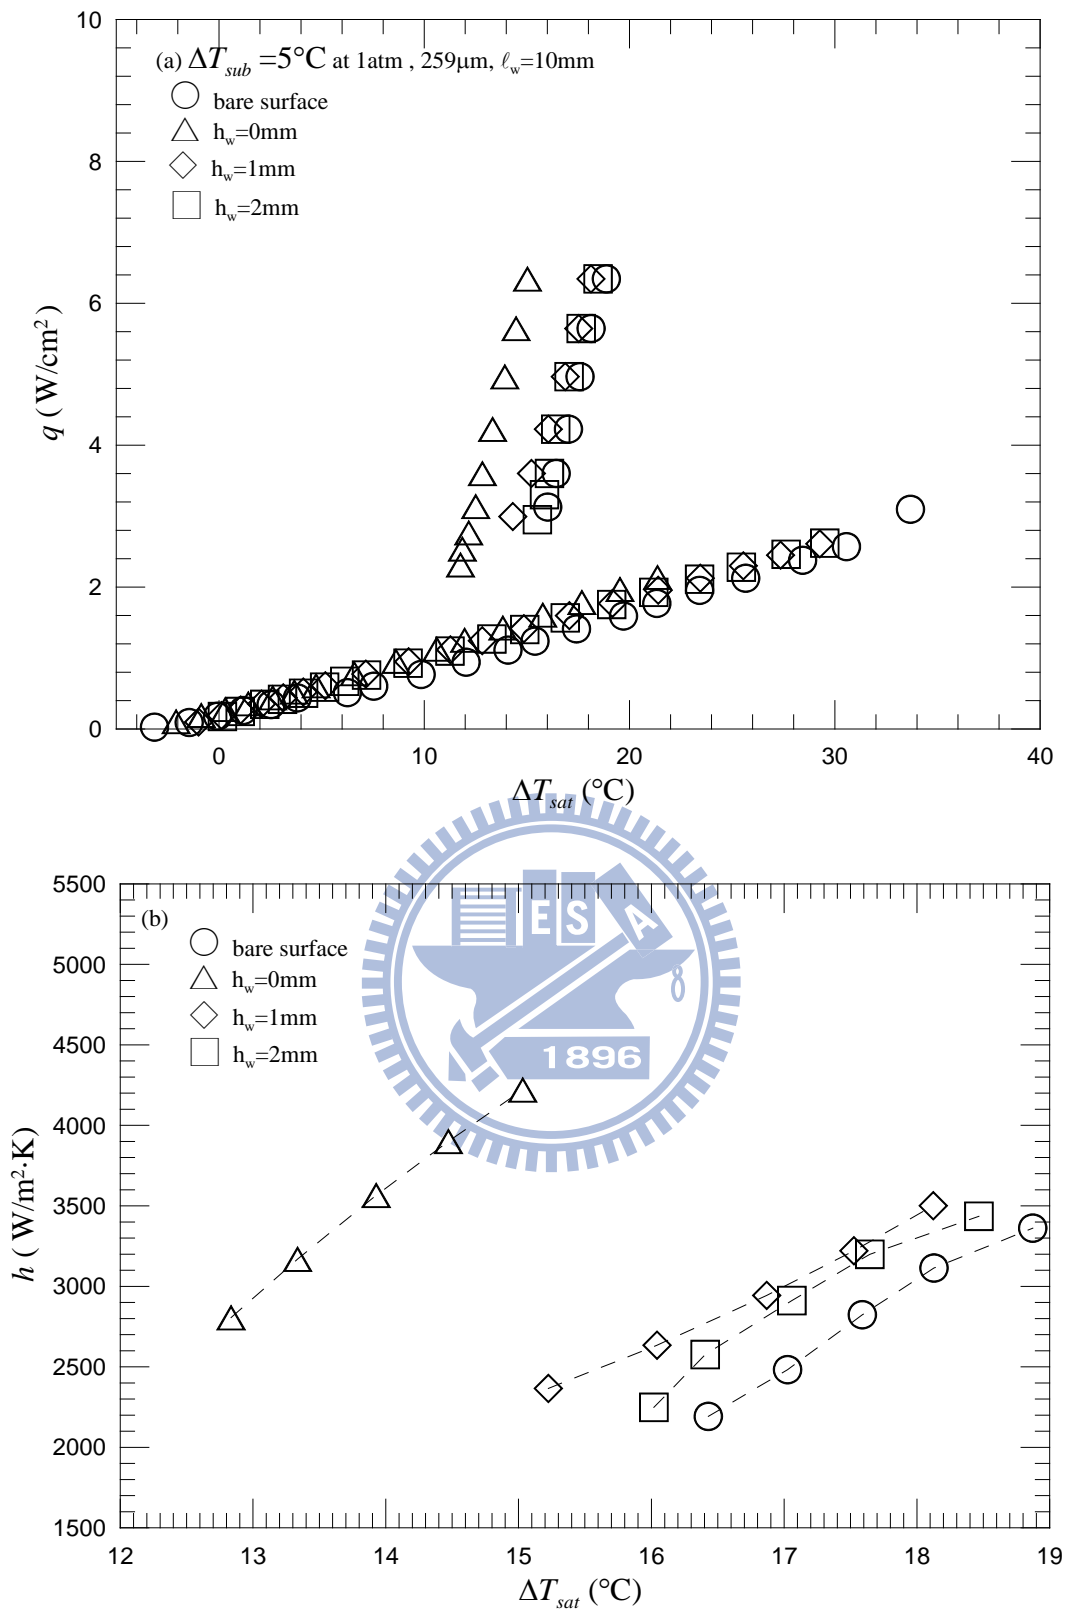 10
8
6
4
2
0
q (W/cm²)
(a) ΔTsub =5°C at 1atm , 259μm, ℓw=10mm
bare surface
hw=0mm
hw=1mm
hw=2mm
0 10 20 30 40
ΔTsat (°C)
5500
5000
4500
4000
3500
3000
2500
2000
1500
h ( W/m²·K)
(b)
bare surface
hw=0mm
hw=1mm
hw=2mm
E S A
1896
12 13 14 15 16 17 18 19
ΔTsat (°C)